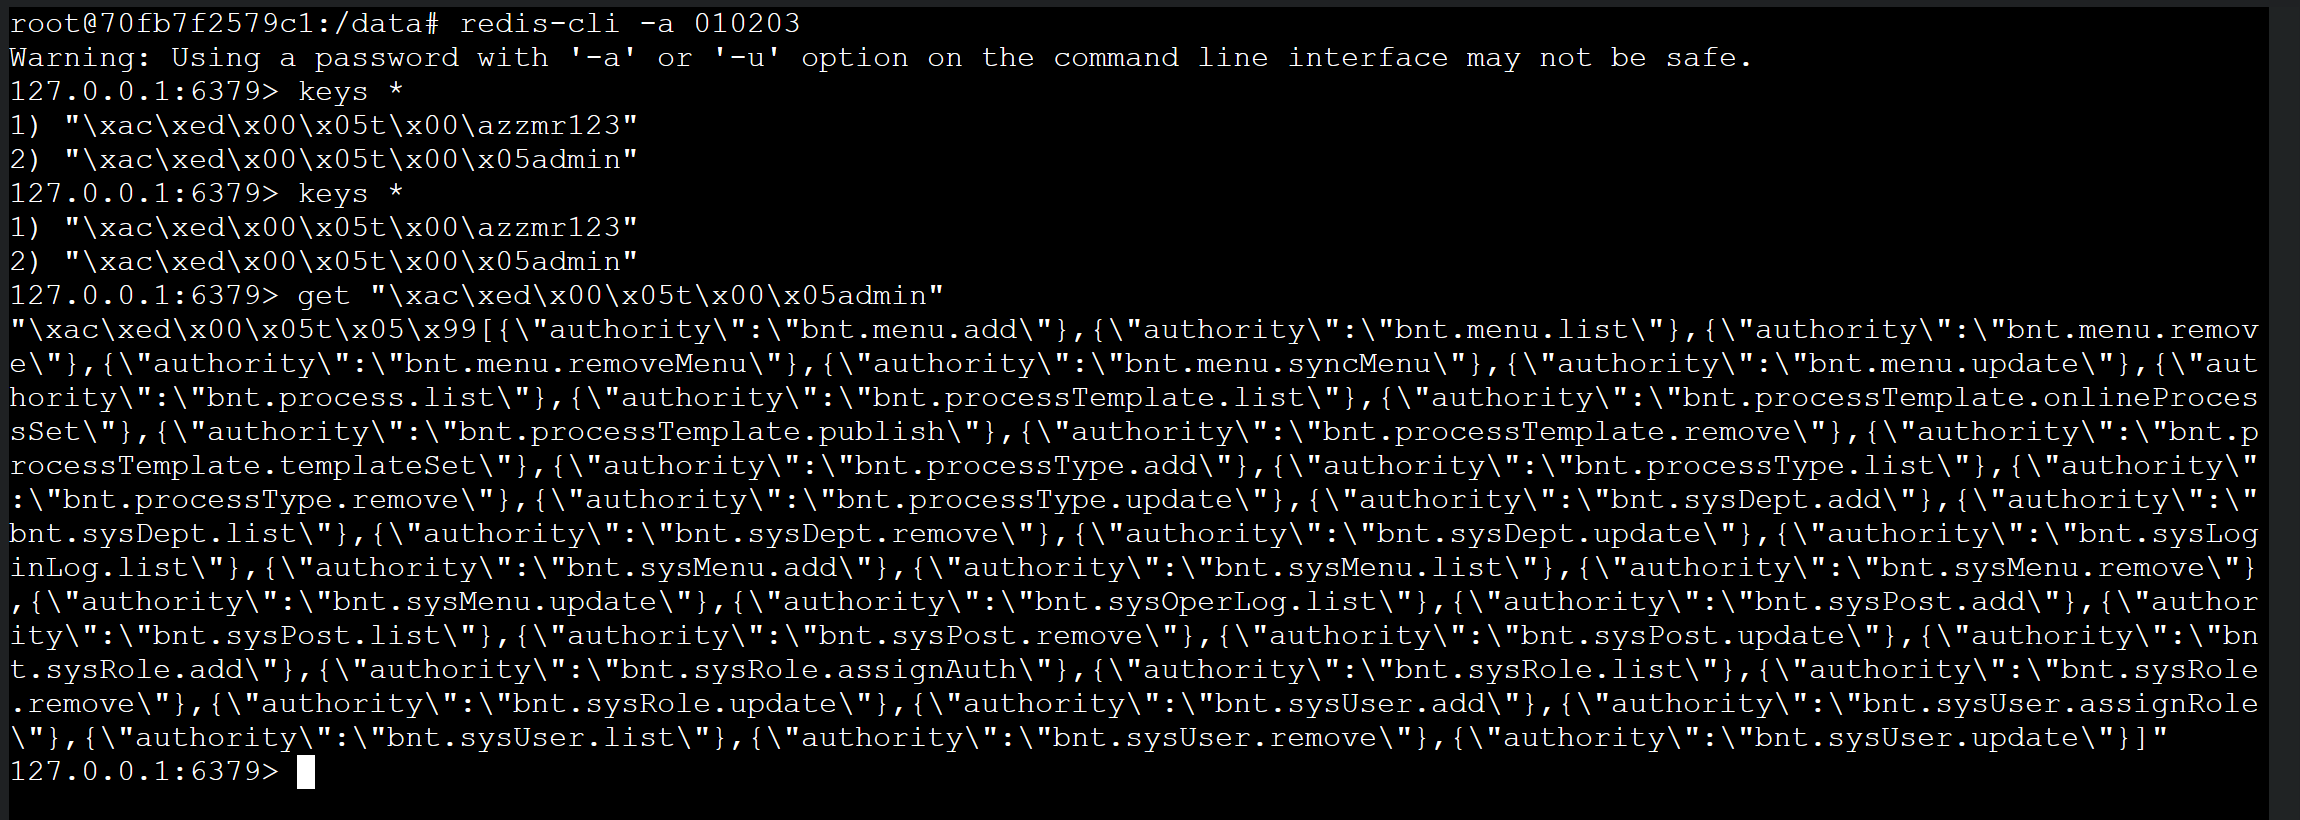 root@70fb7f2579c1:/data# redis-cli -a 010203
Warning: Using a password with '-a' or '-u' option on the command line interface may not be safe.
127.0.0.1:6379> keys *
1) "\xac\xed\x00\x05t\x00\azzmr123"
2) "\xac\xed\x00\x05t\x00\x05admin"
127.0.0.1:6379> keys *
1) "\xac\xed\x00\x05t\x00\azzmr123"
2) "\xac\xed\x00\x05t\x00\x05admin"
127.0.0.1:6379> get "\xac\xed\x00\x05t\x00\x05admin"
"\xac\xed\x00\x05t\x05\x99[{\"authority\":\"bnt.menu.add\"},{\"authority\":\"bnt.menu.list\"},{\"authority\":\"bnt.menu.remov
e\"},{\"authority\":\"bnt.menu.removeMenu\"},{\"authority\":\"bnt.menu.syncMenu\"},{\"authority\":\"bnt.menu.update\"},{\"aut
hority\":\"bnt.process.list\"},{\"authority\":\"bnt.processTemplate.list\"},{\"authority\":\"bnt.processTemplate.onlineProces
sSet\"},{\"authority\":\"bnt.processTemplate.publish\"},{\"authority\":\"bnt.processTemplate.remove\"},{\"authority\":\"bnt.p
rocessTemplate.templateSet\"},{\"authority\":\"bnt.processType.add\"},{\"authority\":\"bnt.processType.list\"},{\"authority\"
:\"bnt.processType.remove\"},{\"authority\":\"bnt.processType.update\"},{\"authority\":\"bnt.sysDept.add\"},{\"authority\":\"
bnt.sysDept.list\"},{\"authority\":\"bnt.sysDept.remove\"},{\"authority\":\"bnt.sysDept.update\"},{\"authority\":\"bnt.sysLog
inLog.list\"},{\"authority\":\"bnt.sysMenu.add\"},{\"authority\":\"bnt.sysMenu.list\"},{\"authority\":\"bnt.sysMenu.remove\"}
,{\"authority\":\"bnt.sysMenu.update\"},{\"authority\":\"bnt.sysOperLog.list\"},{\"authority\":\"bnt.sysPost.add\"},{\"author
ity\":\"bnt.sysPost.list\"},{\"authority\":\"bnt.sysPost.remove\"},{\"authority\":\"bnt.sysPost.update\"},{\"authority\":\"bn
t.sysRole.add\"},{\"authority\":\"bnt.sysRole.assignAuth\"},{\"authority\":\"bnt.sysRole.list\"},{\"authority\":\"bnt.sysRole
.remove\"},{\"authority\":\"bnt.sysRole.update\"},{\"authority\":\"bnt.sysUser.add\"},{\"authority\":\"bnt.sysUser.assignRole
\"},{\"authority\":\"bnt.sysUser.list\"},{\"authority\":\"bnt.sysUser.remove\"},{\"authority\":\"bnt.sysUser.update\"}]"
127.0.0.1:6379>